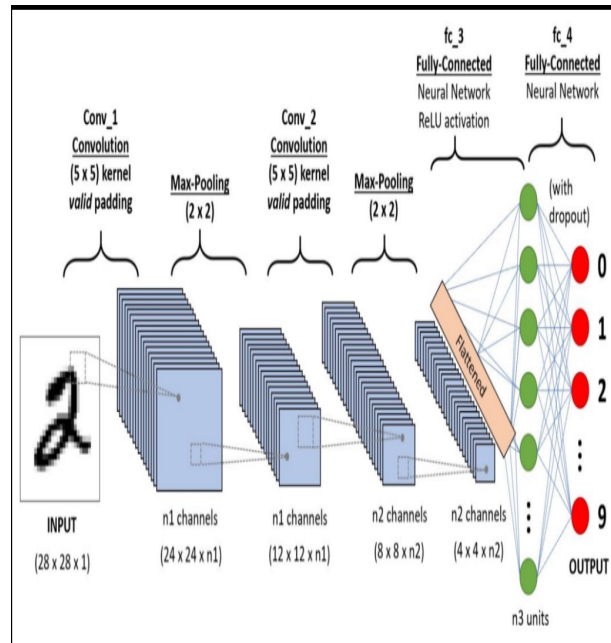 fc_3
Fully-Connected
Neural Network
ReLU activation
fc_4
Fully-Connected
Neural Network
Conv_1
Convolution
(5 x 5) kernel
valid padding
Max-Pooling
(2 x 2)
Conv_2
Convolution
(5 x 5) kernel
valid padding
Max-Pooling
(2 x 2)
(with
dropout)
Flattened
0
1
2
9
INPUT
(28 x 28 x 1)
n1 channels
(24 x 24 x n1)
n1 channels
(12 x 12 x n1)
n2 channels
(8 x 8 x n2)
n2 channels
(4 x 4 x n2)
OUTPUT
n3 units